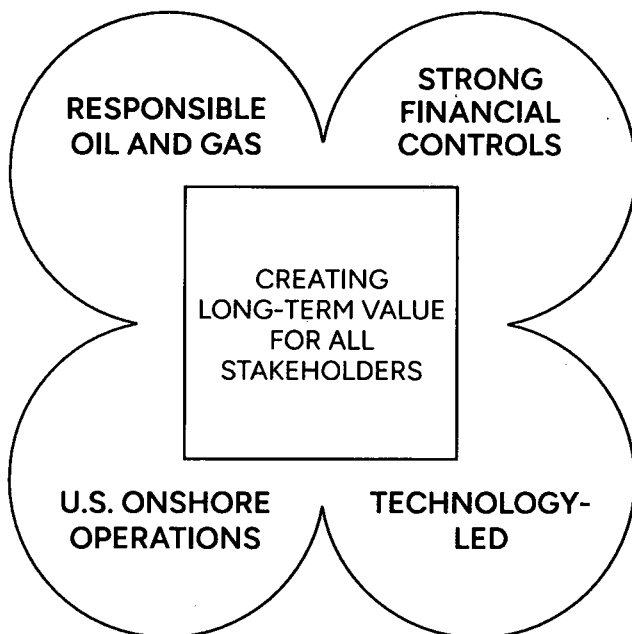 RESPONSIBLE
OIL AND GAS
STRONG
FINANCIAL
CONTROLS
CREATING
LONG-TERM VALUE
FOR ALL
STAKEHOLDERS
U.S. ONSHORE
OPERATIONS
TECHNOLOGY-
LED